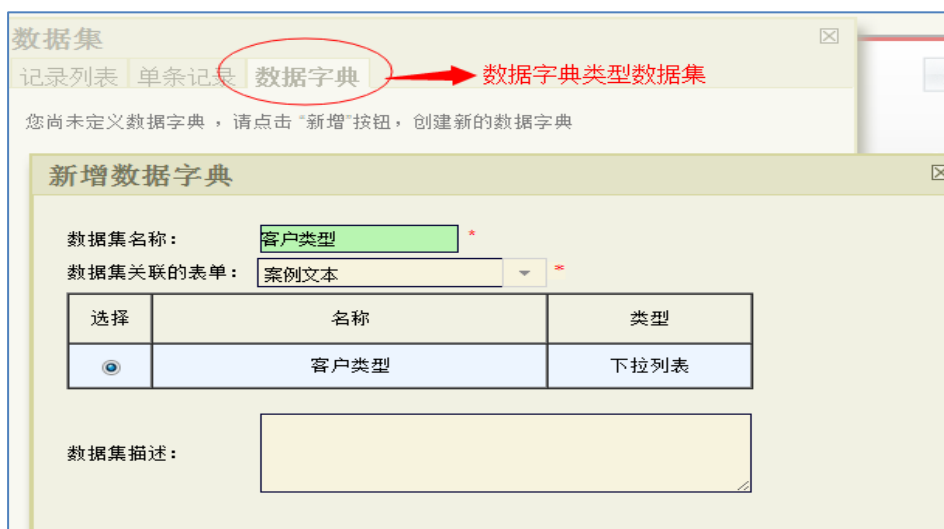 数据集
记录列表 单条记录 数据字典 数据字典类型数据集
您尚未定义数据字典，请点击“新增”按钮，创建新的数据字典
新增数据字典
数据集名称： 客户类型 *
数据集关联的表单： 案例文本 *
选择 名称 类型
客户类型 下拉列表
数据集描述：